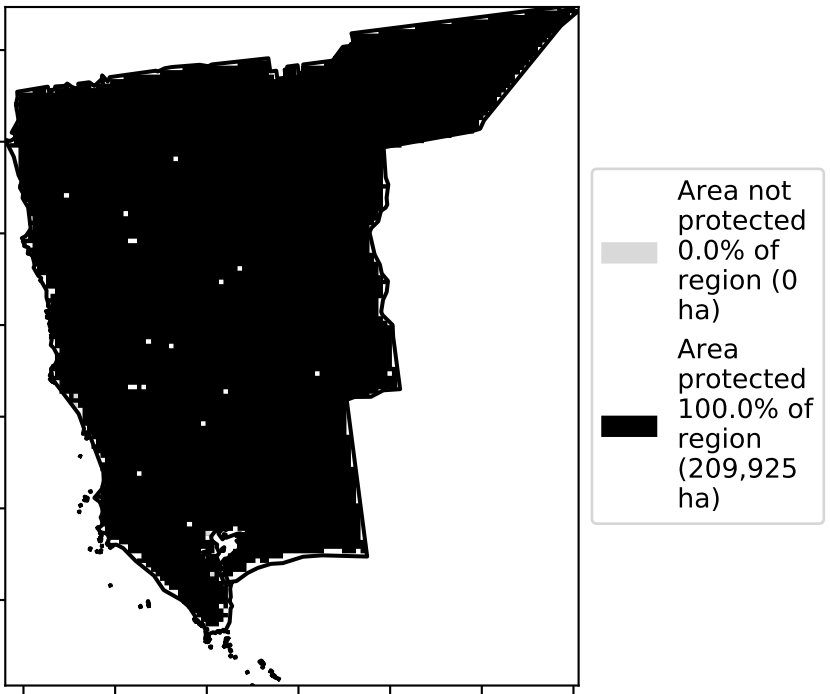 Area not
protected
0.0% of
region (0
ha)
Area
protected
100.0% of
region
(209,925
ha)